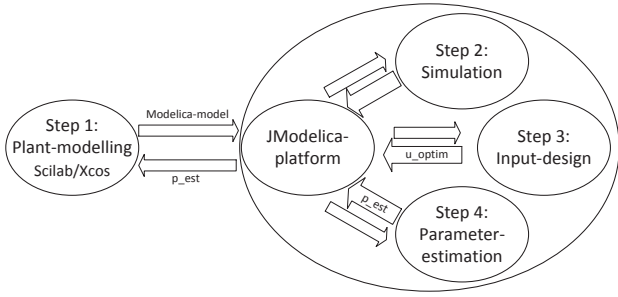 Step 1:
Plant-modelling
Scilab/Xcos
Modelica-model
p_est
JModelica-
platform
Step 2:
Simulation
Step 3:
Input-design
u_optim
p_est
Step 4:
Parameter-
estimation